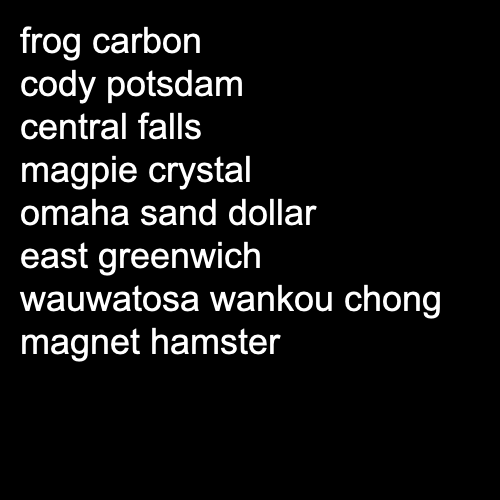 frog carbon
cody potsdam
central falls
magpie crystal
omaha sand dollar
east greenwich
wauwatosa wankou chong
magnet hamster